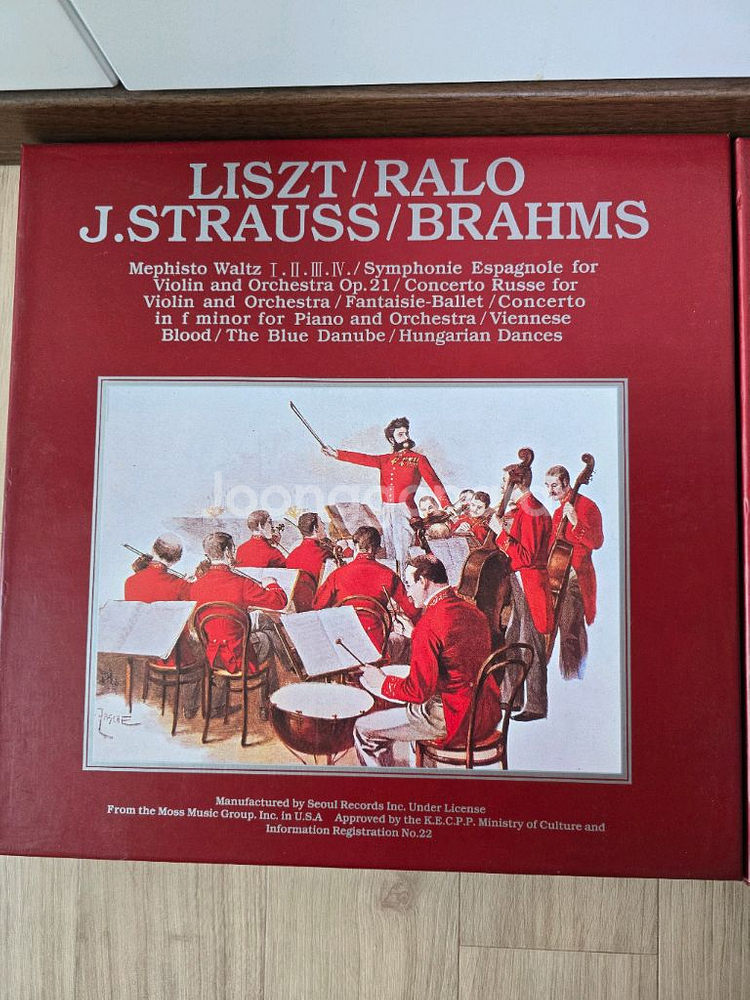 LISZT/RALO
J.STRAUSS/BRAHMS
Mephisto Waltz Ⅰ.Ⅱ.Ⅲ.Ⅳ./Symphonie Espagnole for
Violin and Orchestra Op.21/Concerto Russe for
Violin and Orchestra/Fantaisie-Ballet/Concerto
in f minor for Piano and Orchestra/Viennese
Blood/The Blue Danube/Hungarian Dances
Manufactured by Seoul Records Inc. Under License
From the Moss Music Group. Inc. in U.S.A Approved by the K.E.C.P.P. Ministry of Culture and
Information Registration No.22